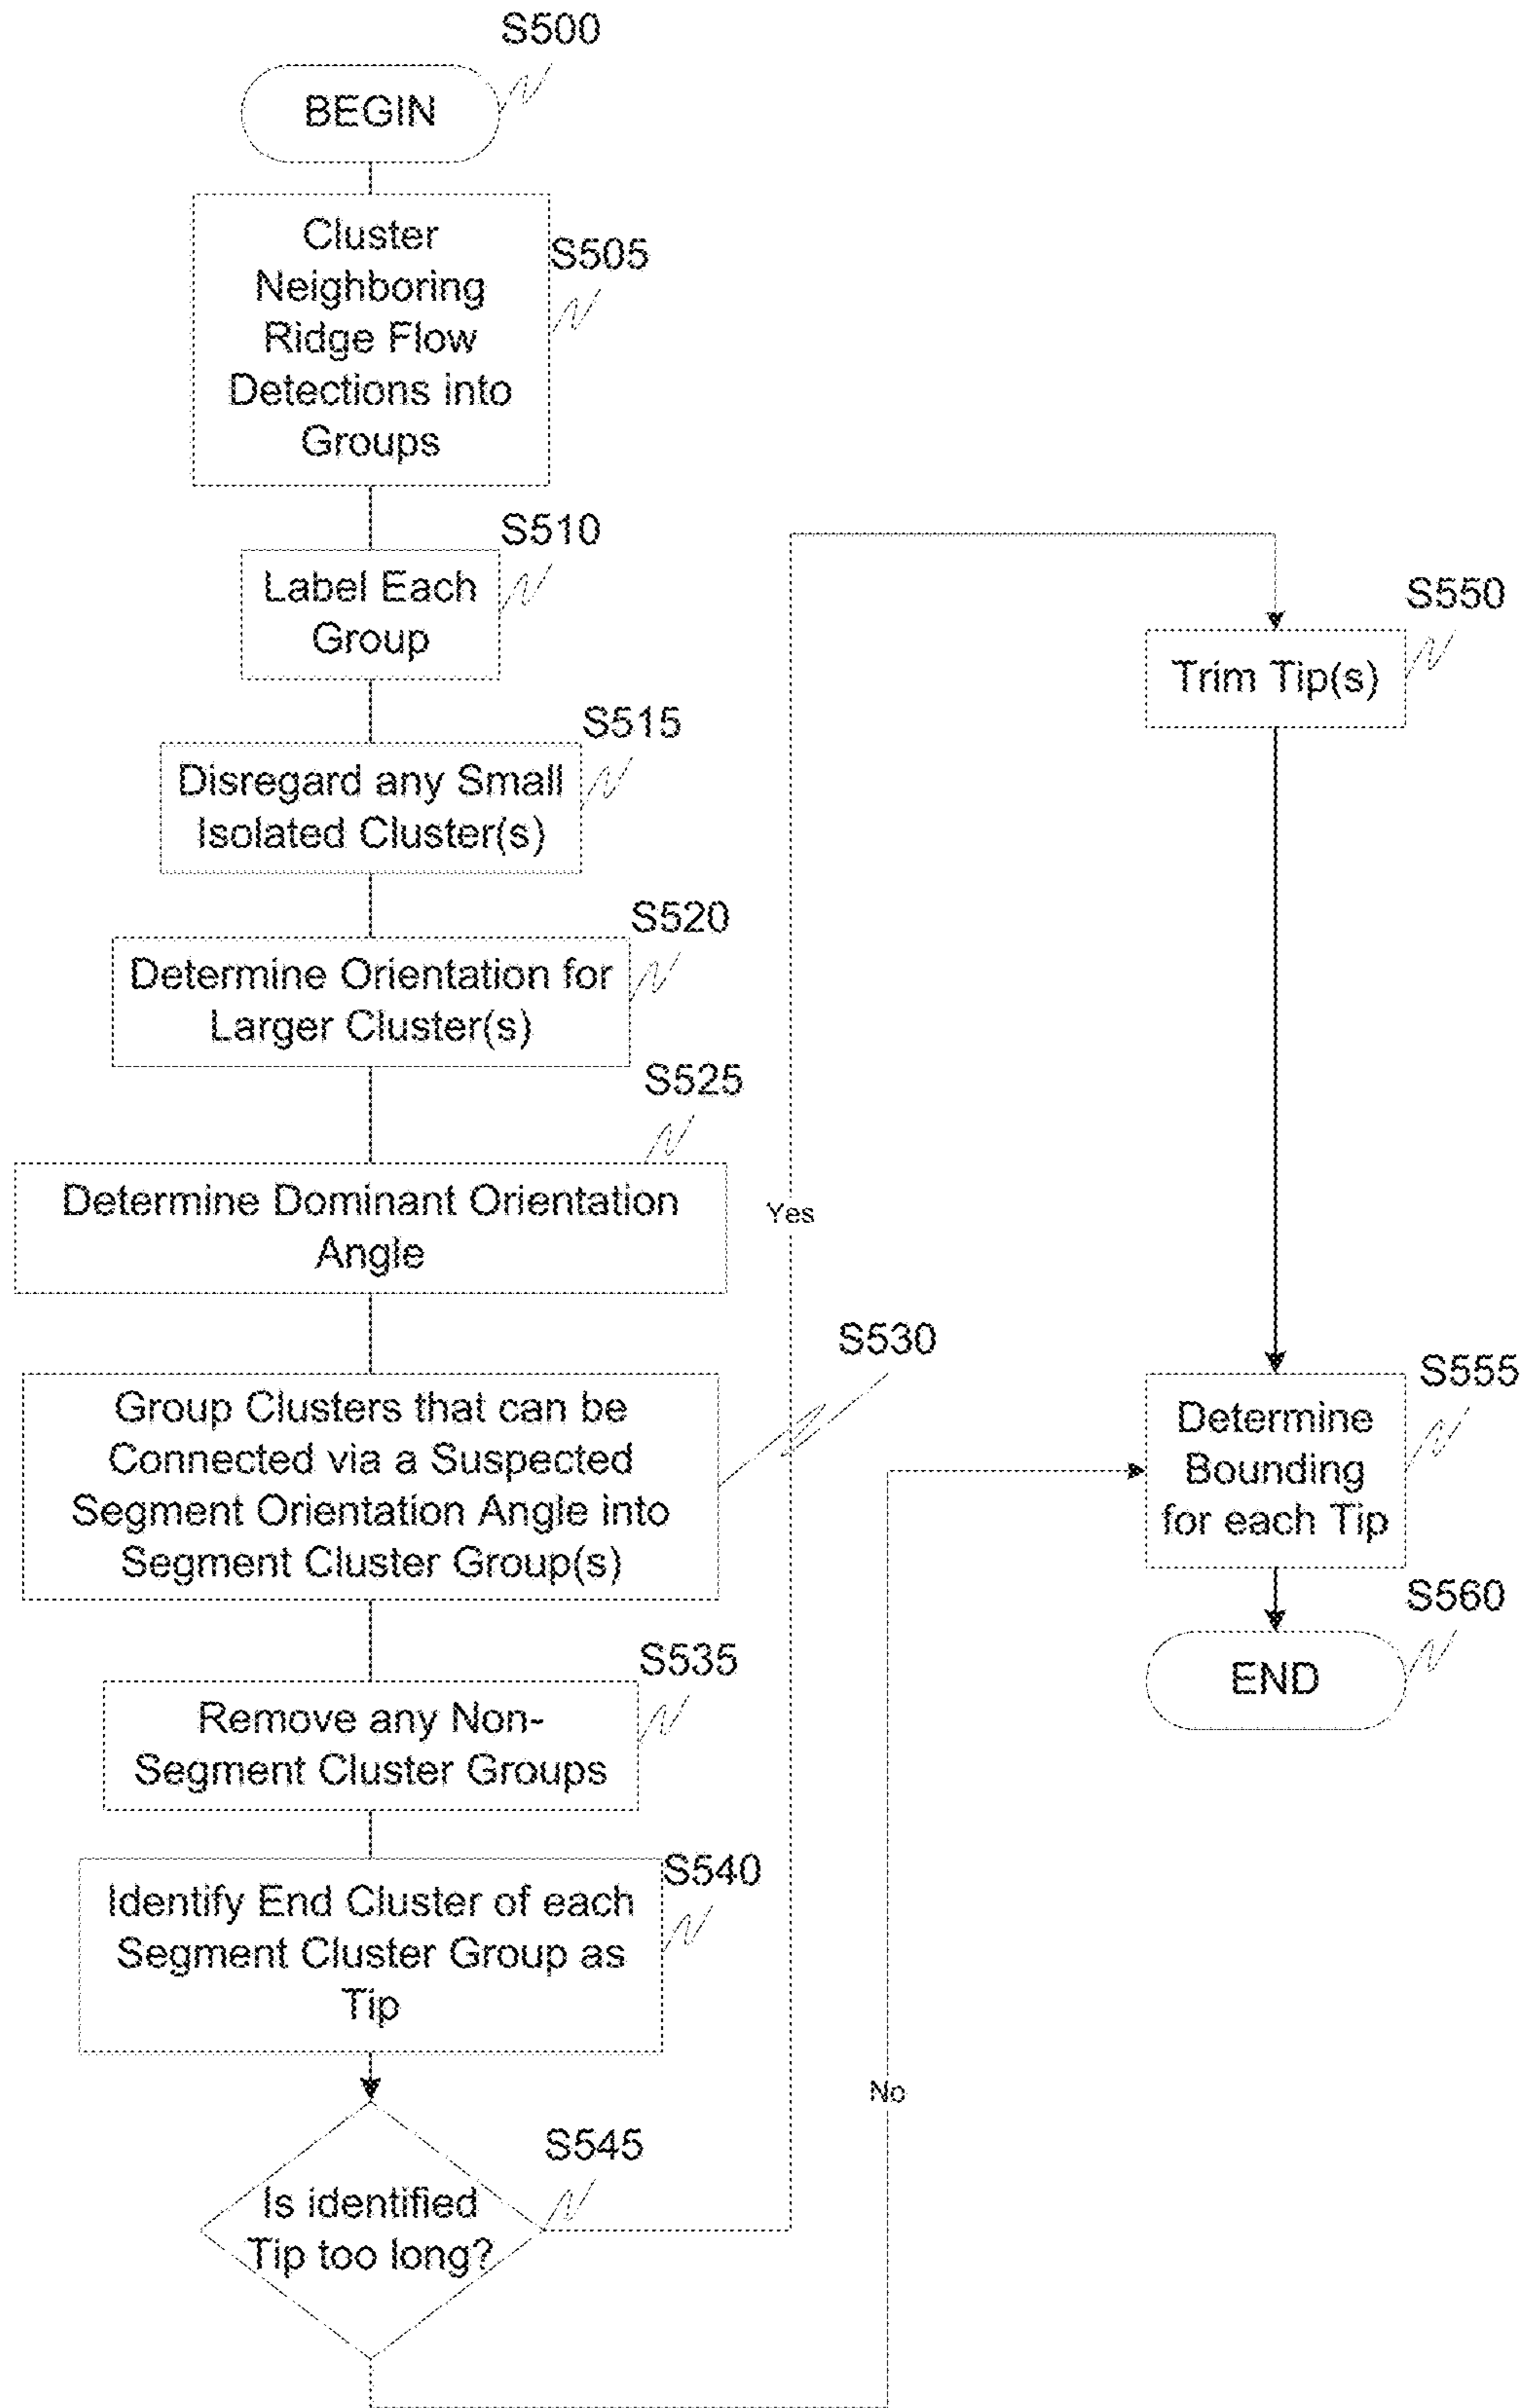 S500
BEGIN
S505
Cluster
Neighboring
Ridge Flow
Detections into
Groups
S510
Label Each
Group
S515
Disregard any Small
Isolated Cluster(s)
S520
Determine Orientation for
Larger Cluster(s)
S525
Determine Dominant Orientation
Angle
S530
Group Clusters that can be
Connected via a Suspected
Segment Orientation Angle into
Segment Cluster Group(s)
S535
Remove any Non-
Segment Cluster Groups
S540
Identify End Cluster of each
Segment Cluster Group as
Tip
S545
Is identified
Tip too long?
Yes
No
S550
Trim Tip(s)
S555
Determine
Bounding
for each Tip
S560
END